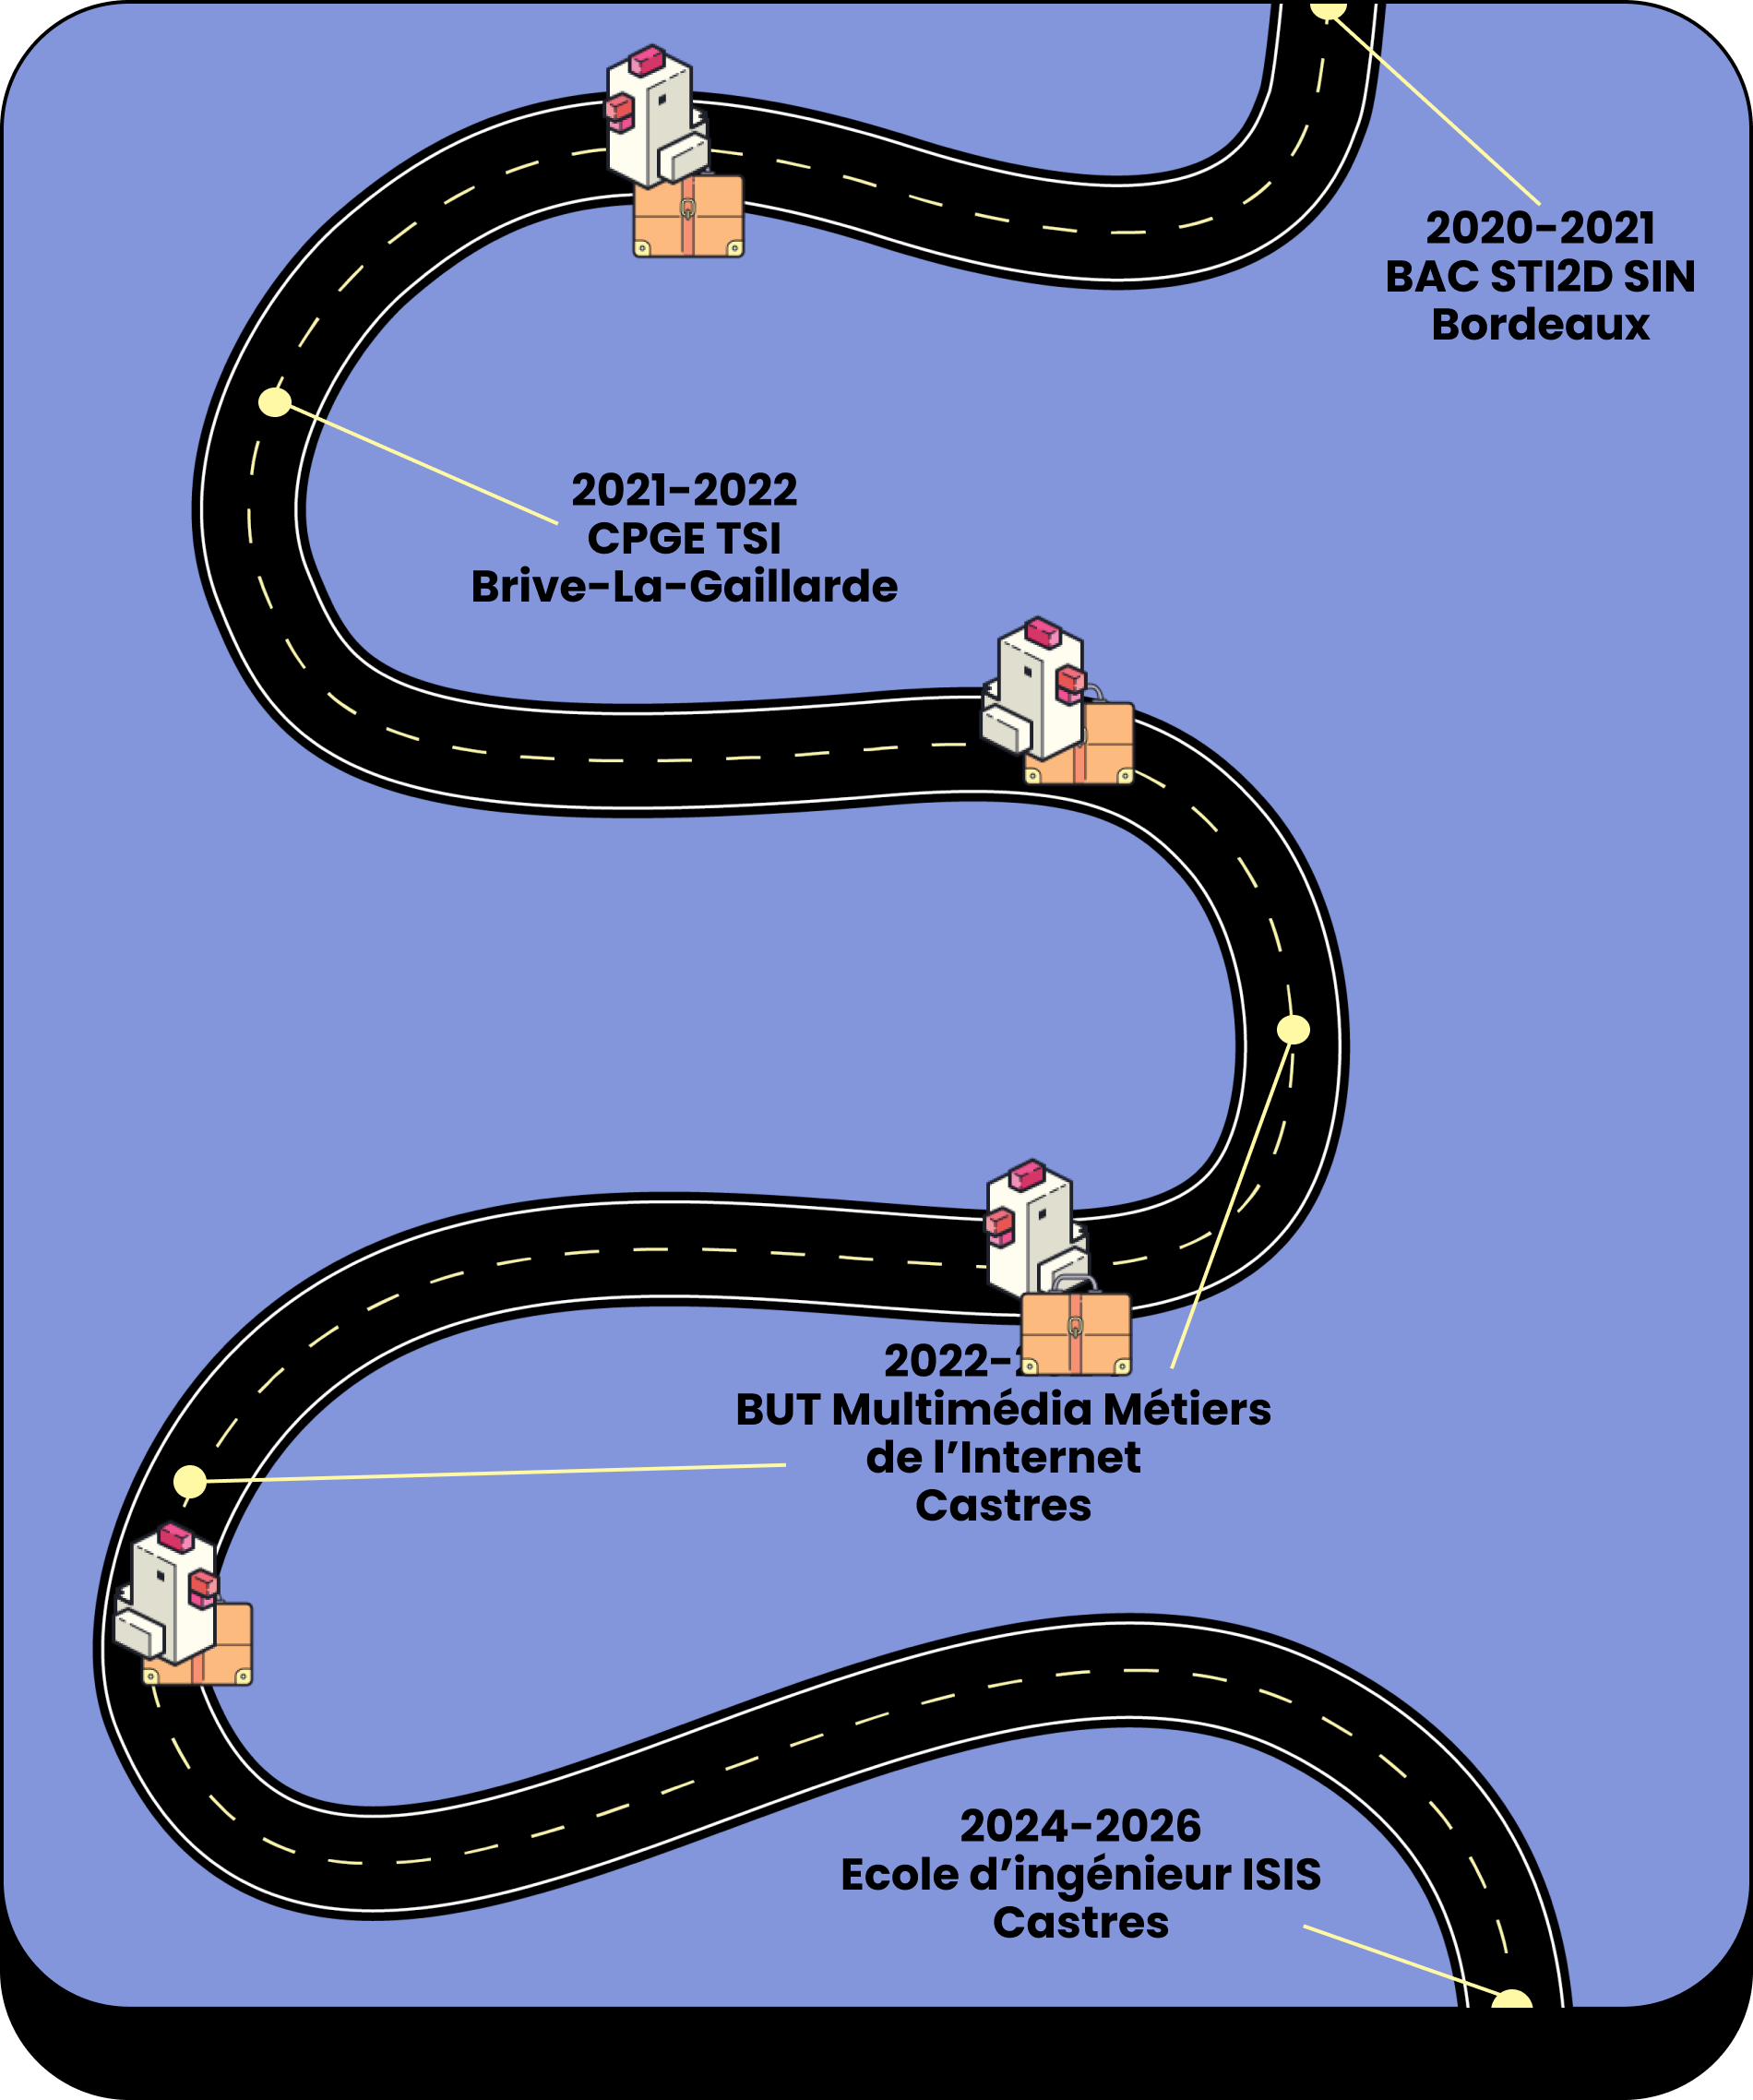 2020-2021
BAC STI2D SIN
Bordeaux
2021-2022
CPGE TSI
Brive-La-Gaillarde
2022-
BUT Multimédia Métiers
de l’Internet
Castres
2024-2026
Ecole d’ingénieur ISIS
Castres